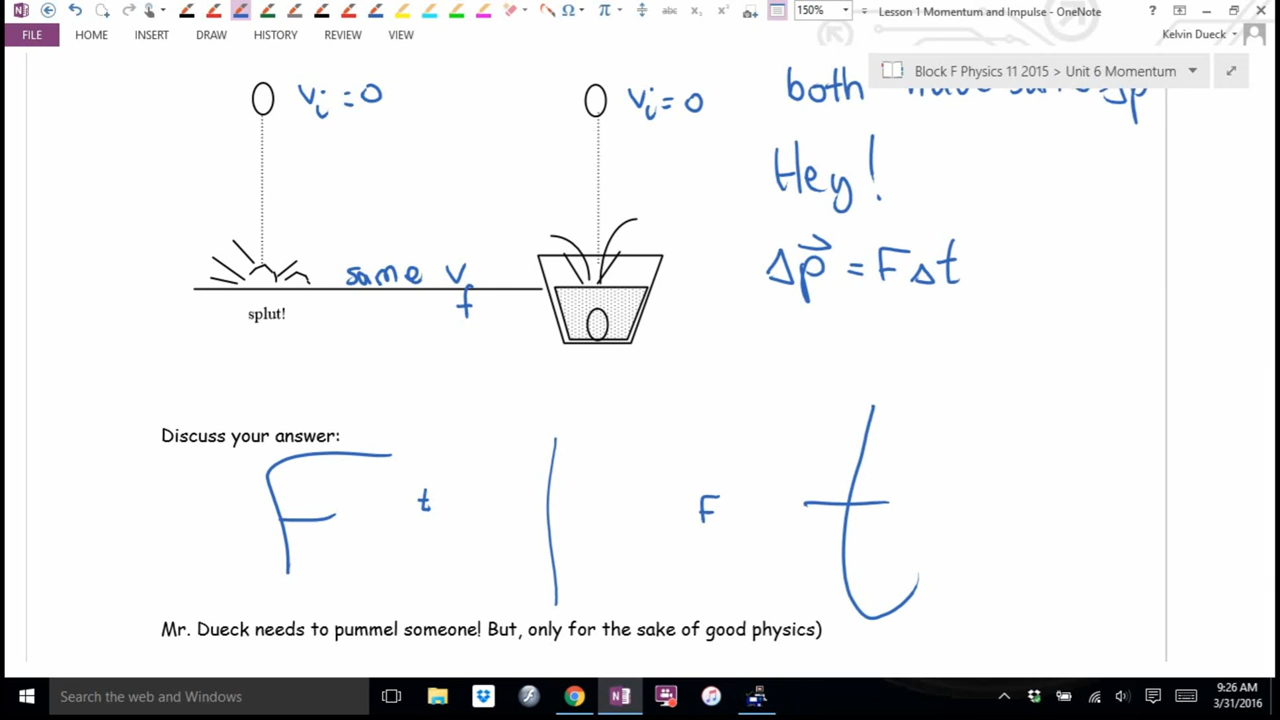 150% Lesson 1 Momentum and Impulse - OneNote ?
FILE HOME INSERT DRAW HISTORY REVIEW VIEW Kelvin Dueck
Block F Physics 11 2015 > Unit 6 Momentum
vi = 0 vi = 0 both have same Δp
Hey!
Δp = FΔt
same vf
splut!
Discuss your answer:
F t F t
Mr. Dueck needs to pummel someone! But, only for the sake of good physics)
Search the web and Windows
9:26 AM
3/31/2016